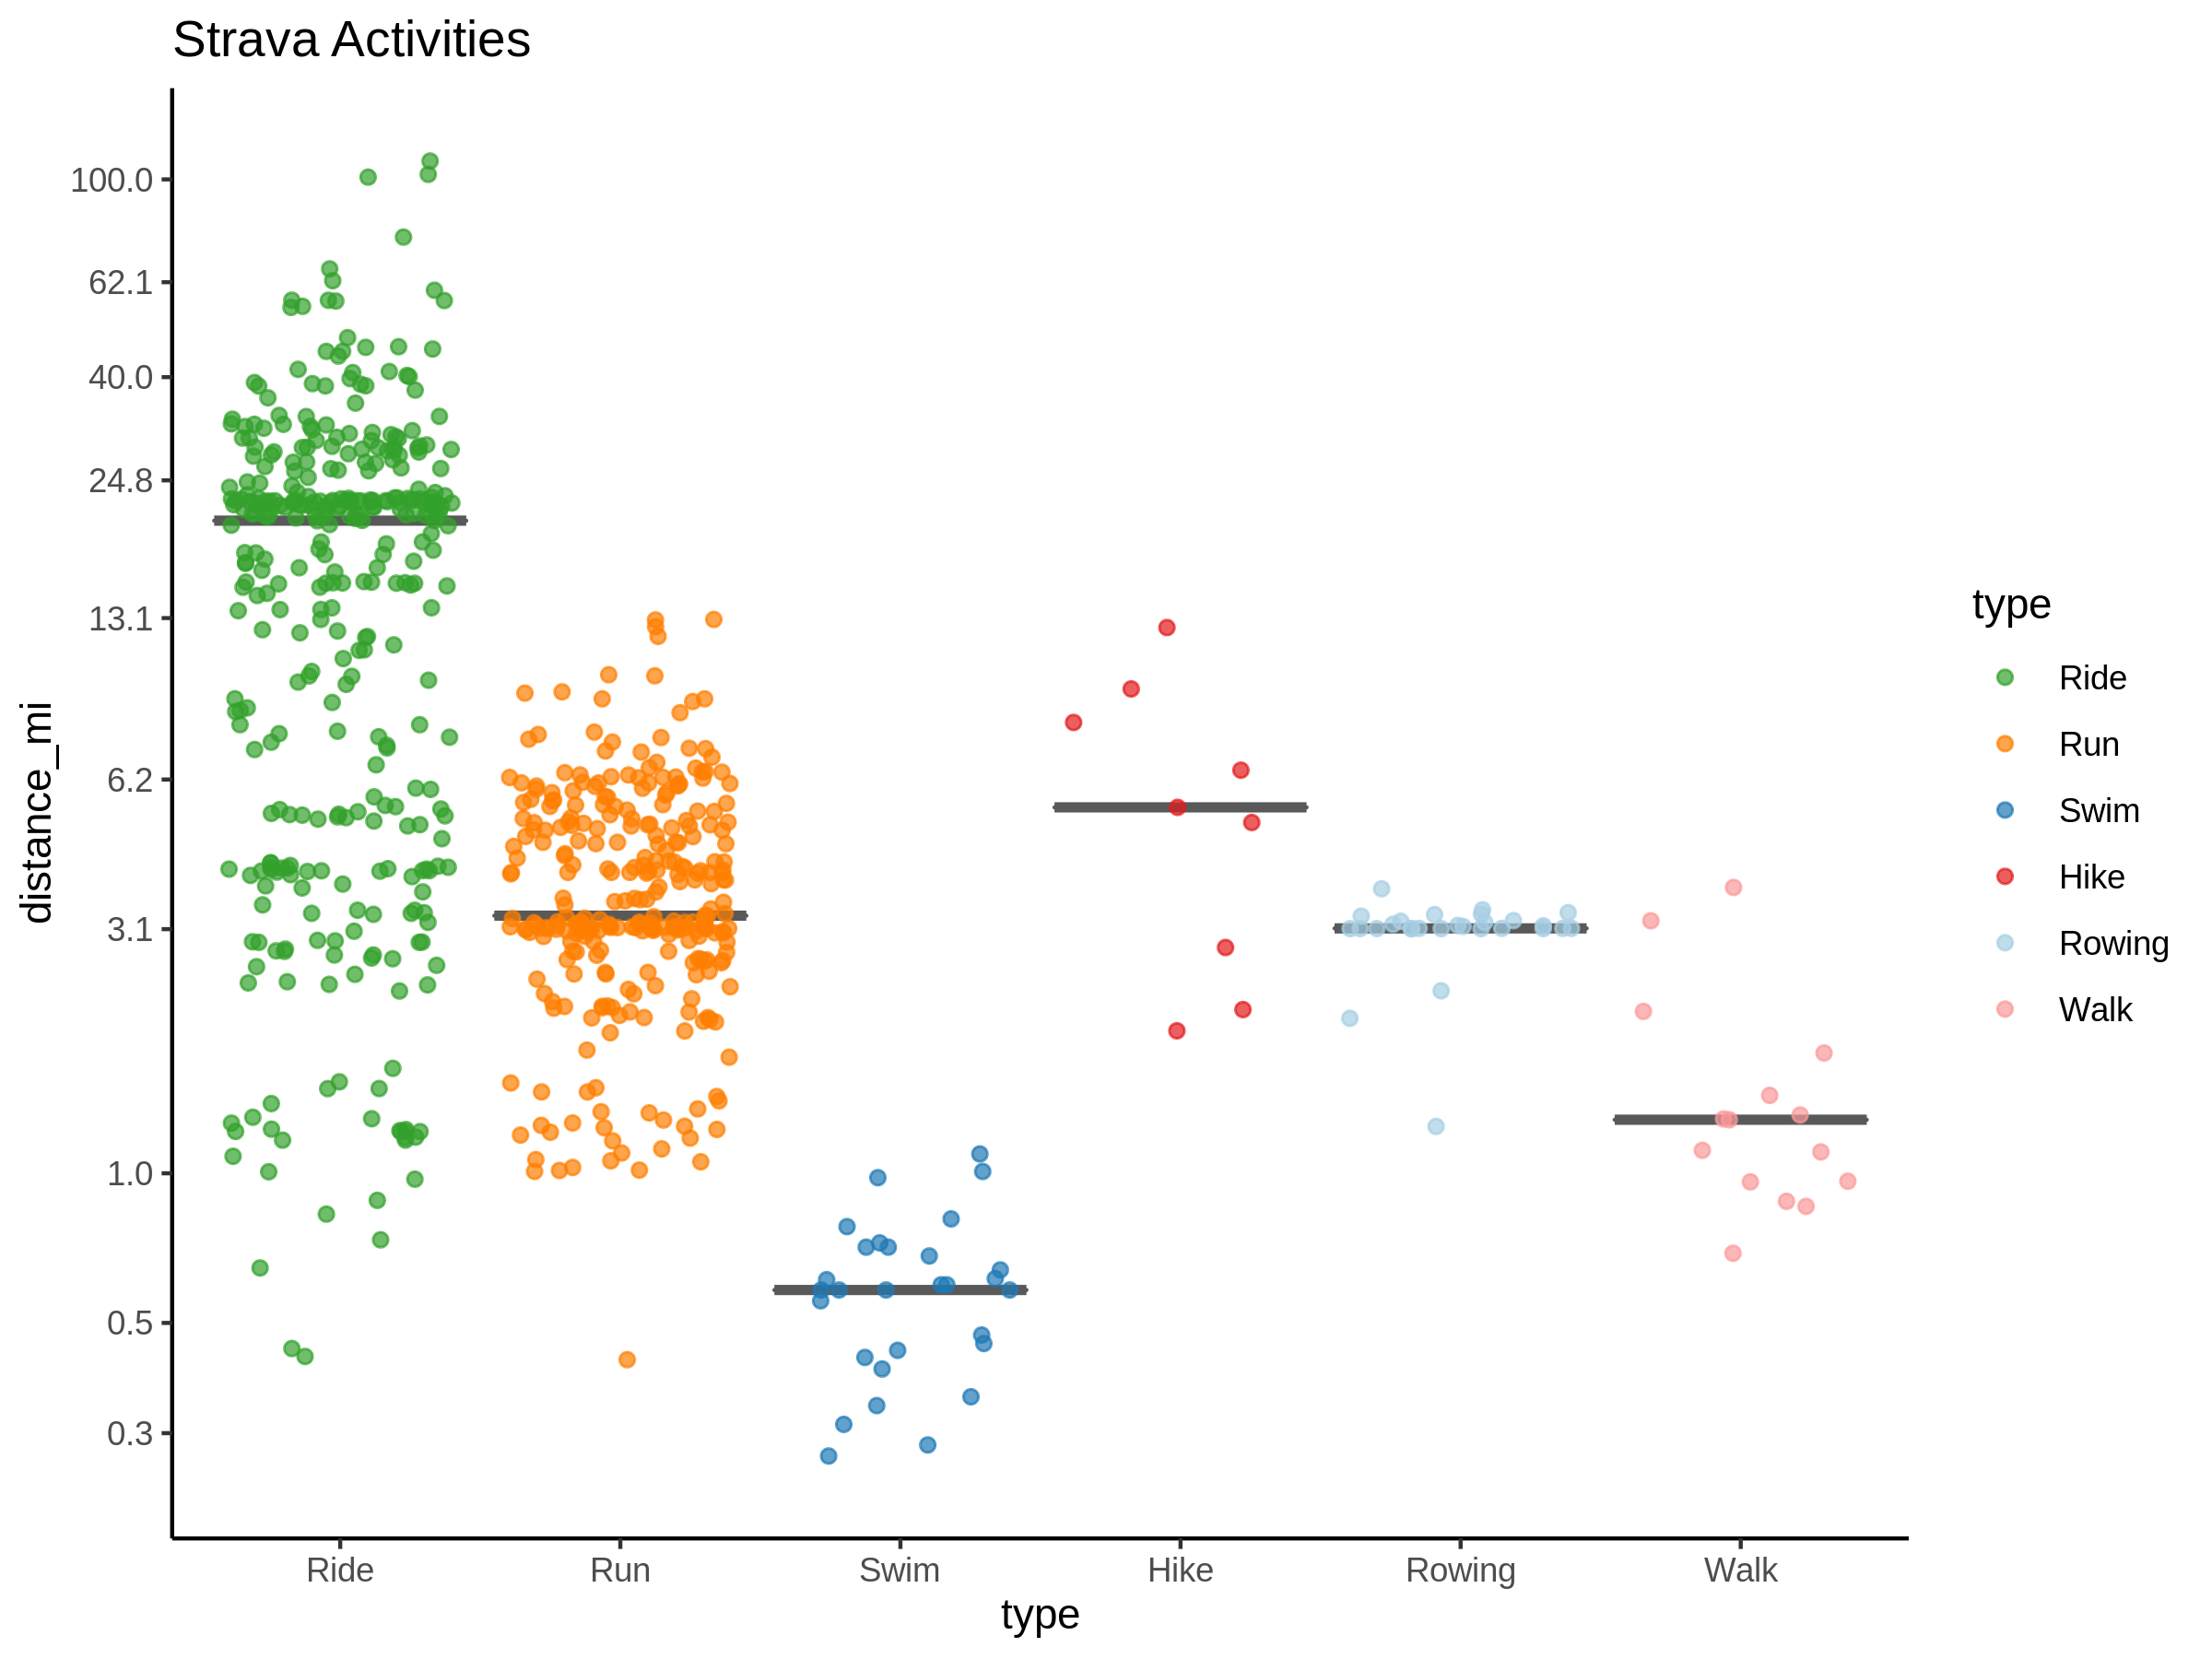 Strava Activities
distance_mi
100.0
62.1
40.0
24.8
13.1
6.2
3.1
1.0
0.5
0.3
Ride
Run
Swim
Hike
Rowing
Walk
type
type
Ride
Run
Swim
Hike
Rowing
Walk